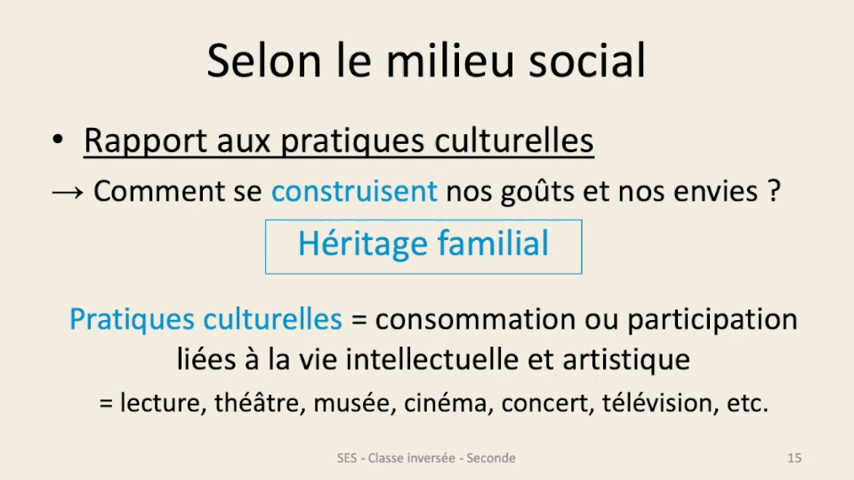 Selon le milieu social
• Rapport aux pratiques culturelles
→ Comment se construisent nos goûts et nos envies ?
Héritage familial
Pratiques culturelles = consommation ou participation
liées à la vie intellectuelle et artistique
= lecture, théâtre, musée, cinéma, concert, télévision, etc.
SES - Classe inversée - Seconde
15